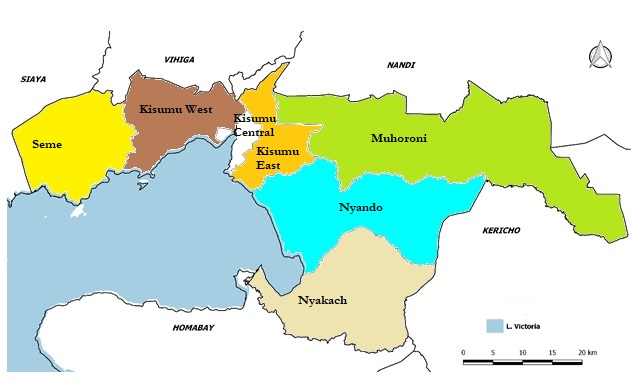 VIHIGA
NANDI
SIAYA
Kisumu West
Kisumu
Central
Muhoroni
Seme
Kisumu
East
Nyando
KERICHO
Nyakach
HOMABAY
L. Victoria
0 5 10 15 20 km